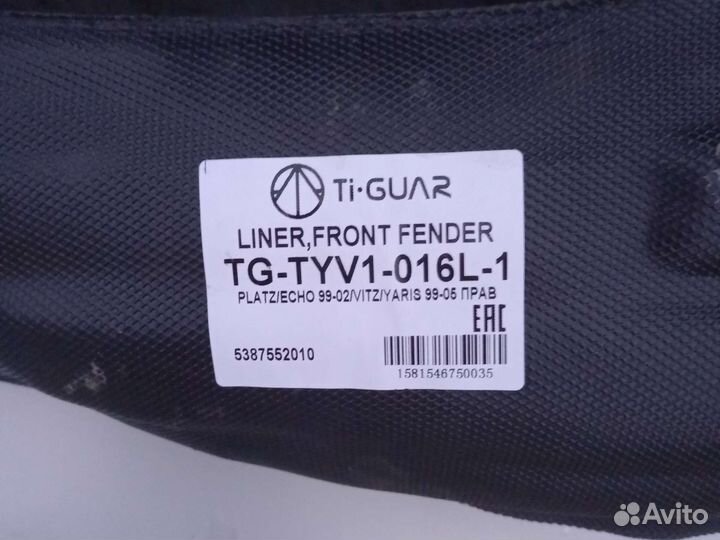 Ti·GUAR
LINER,FRONT FENDER
TG-TYV1-016L-1
PLATZ/ECHO 99-02/VITZ/YARIS 99-05 ПРАВ
EAC
5387552010
1581546750035
Avito